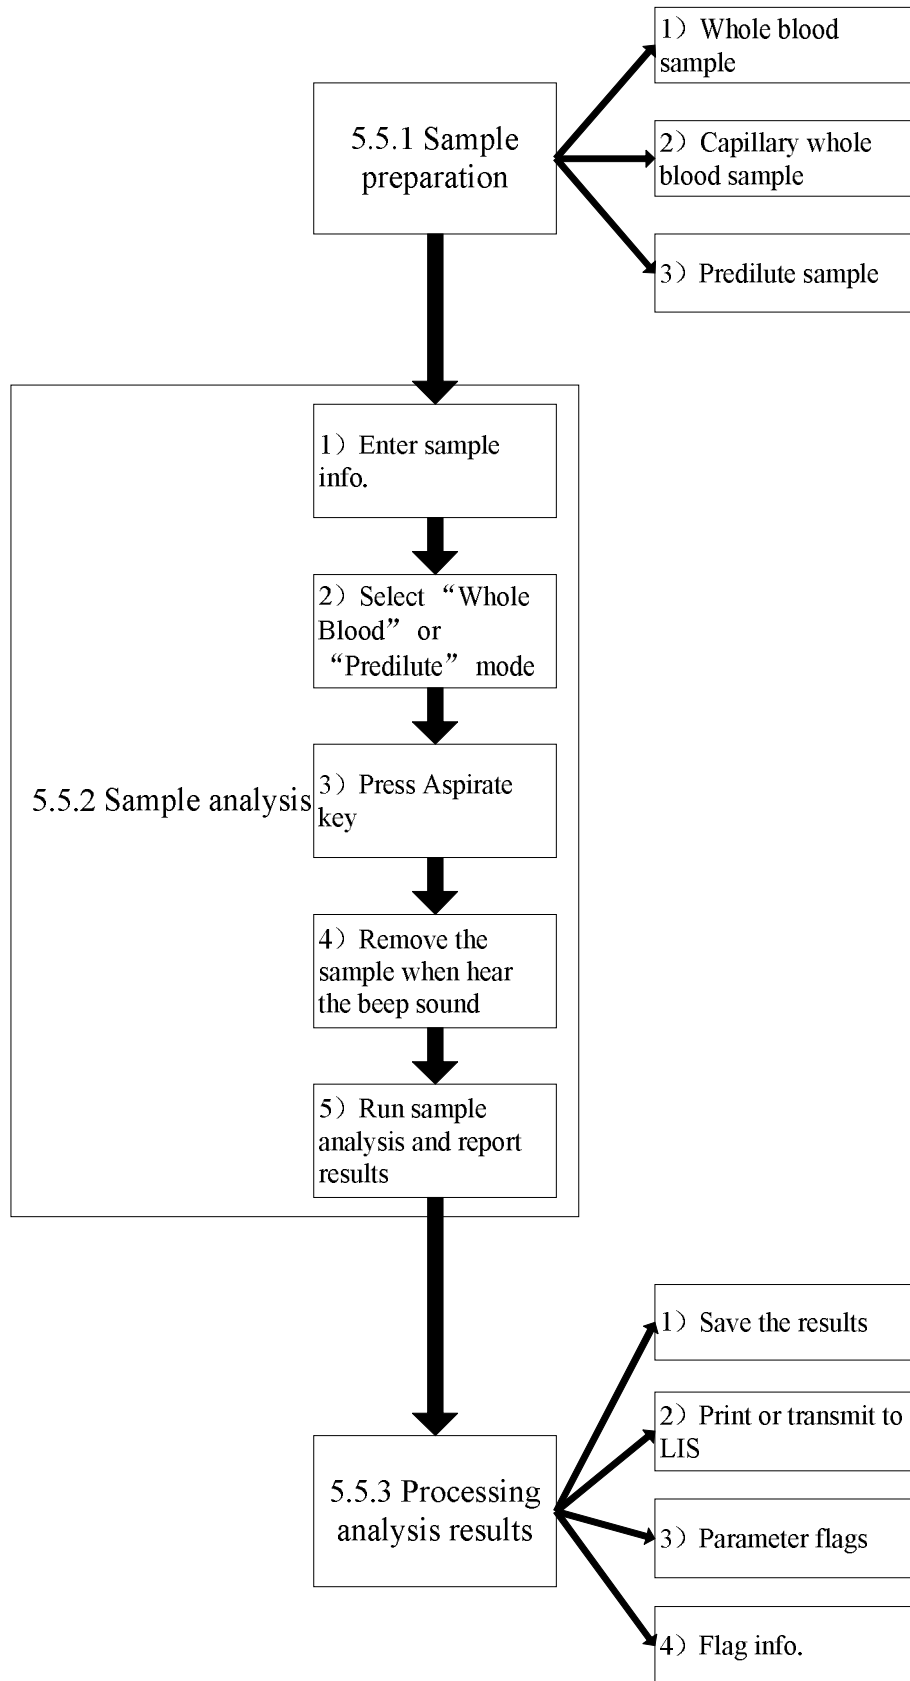 5.5.1 Sample
preparation
1）Whole blood
sample
2）Capillary whole
blood sample
3）Predilute sample
5.5.2 Sample analysis
1）Enter sample
info.
2）Select “Whole
Blood” or
“Predilute” mode
3）Press Aspirate
key
4）Remove the
sample when hear
the beep sound
5）Run sample
analysis and report
results
5.5.3 Processing
analysis results
1）Save the results
2）Print or transmit to
LIS
3）Parameter flags
4）Flag info.